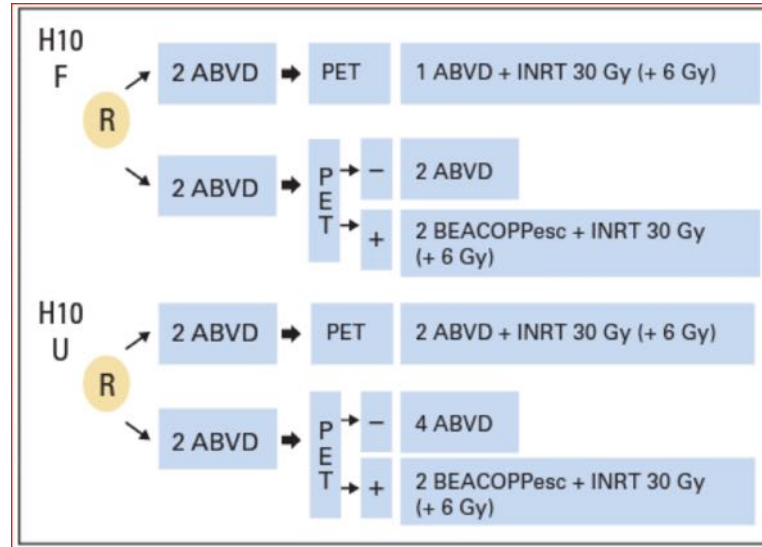 H10
F
R
2 ABVD
PET
1 ABVD + INRT 30 Gy (+ 6 Gy)
2 ABVD
PET
−
2 ABVD
+
2 BEACOPPesc + INRT 30 Gy
(+ 6 Gy)
H10
U
R
2 ABVD
PET
2 ABVD + INRT 30 Gy (+ 6 Gy)
2 ABVD
PET
−
4 ABVD
+
2 BEACOPPesc + INRT 30 Gy
(+ 6 Gy)